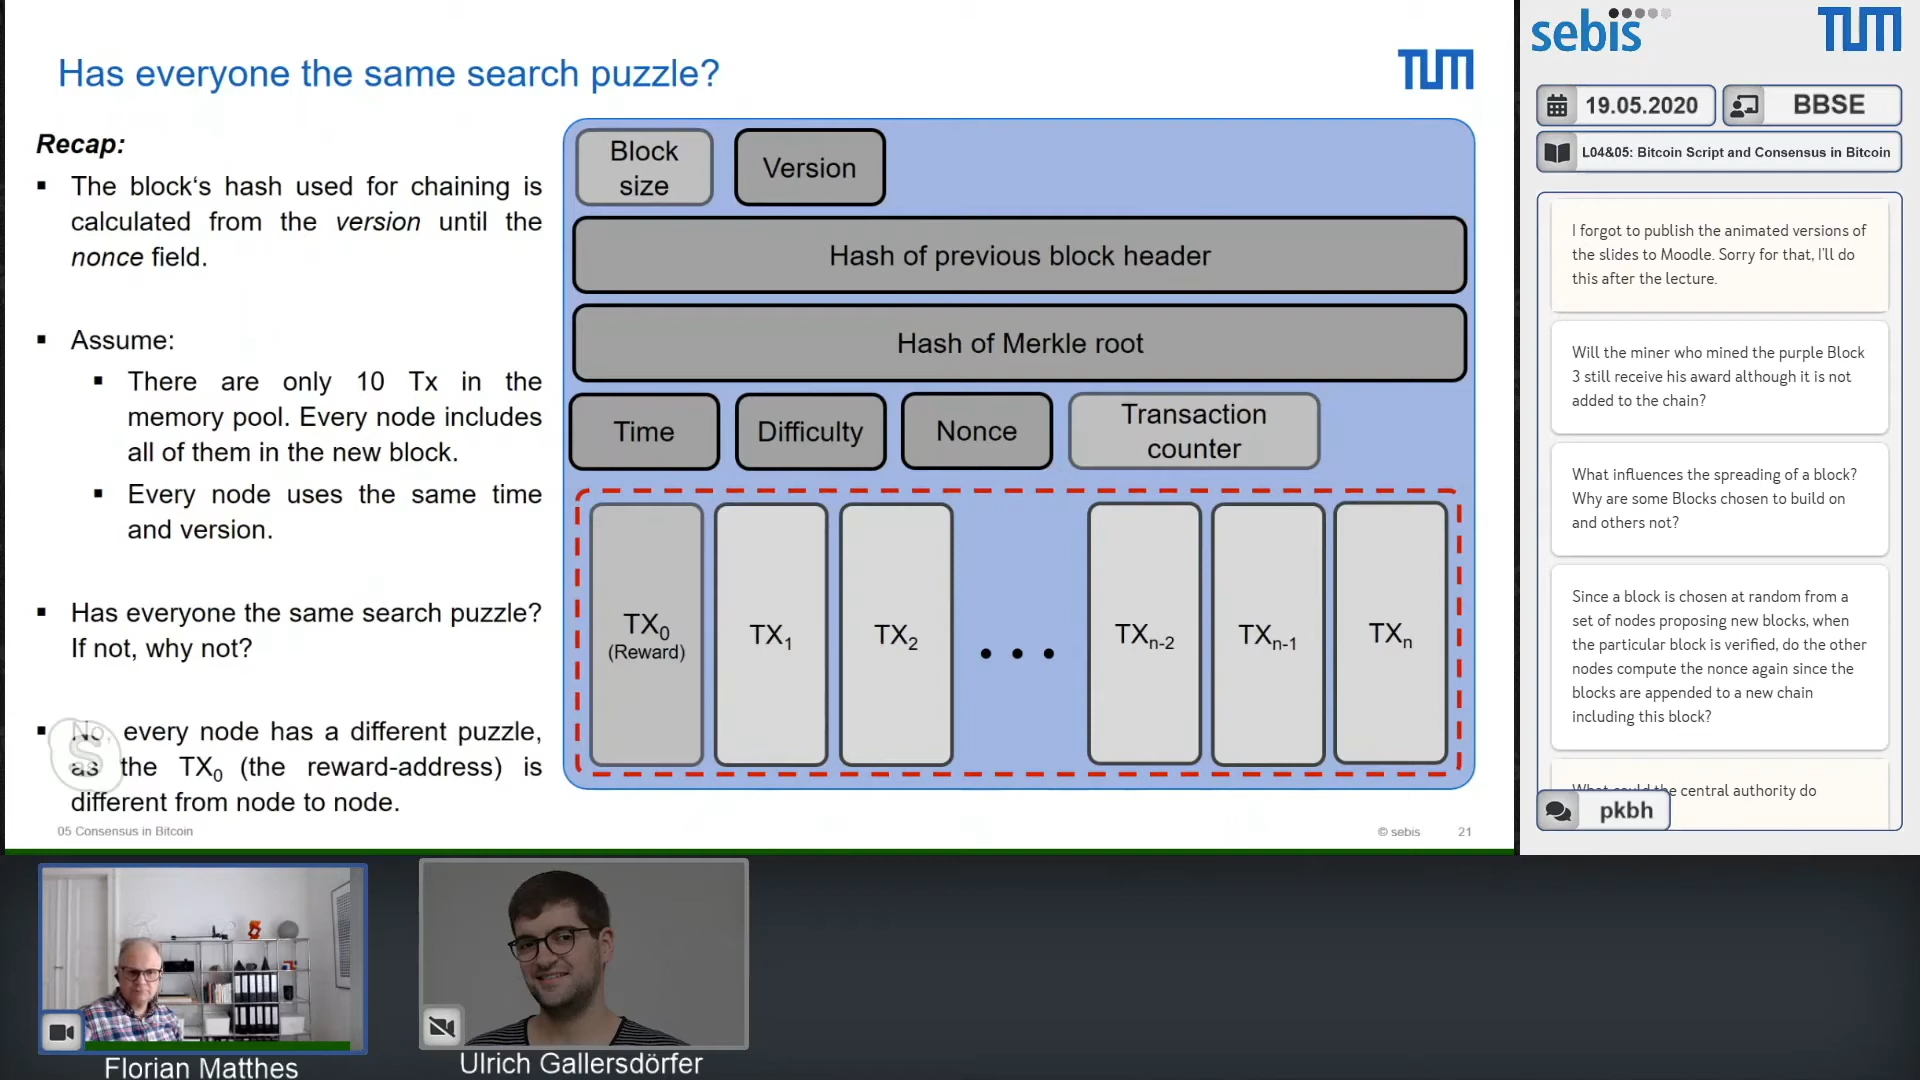 Has everyone the same search puzzle?
TUM
Recap:
▪ The block‘s hash used for chaining is
calculated from the version until the
nonce field.
▪ Assume:
▪ There are only 10 Tx in the
memory pool. Every node includes
all of them in the new block.
▪ Every node uses the same time
and version.
▪ Has everyone the same search puzzle?
If not, why not?
▪ No, every node has a different puzzle,
as the TX0 (the reward-address) is
different from node to node.
Block
size
Version
Hash of previous block header
Hash of Merkle root
Time
Difficulty
Nonce
Transaction
counter
TX0
(Reward)
TX1
TX2
• • •
TXn-2
TXn-1
TXn
05 Consensus in Bitcoin
© sebis
21
sebis
TUM
19.05.2020
BBSE
L04&05: Bitcoin Script and Consensus in Bitcoin
I forgot to publish the animated versions of
the slides to Moodle. Sorry for that, I'll do
this after the lecture.
Will the miner who mined the purple Block
3 still receive his award although it is not
added to the chain?
What influences the spreading of a block?
Why are some Blocks chosen to build on
and others not?
Since a block is chosen at random from a
set of nodes proposing new blocks, when
the particular block is verified, do the other
nodes compute the nonce again since the
blocks are appended to a new chain
including this block?
What could the central authority do
pkbh
Florian Matthes
Ulrich Gallersdörfer